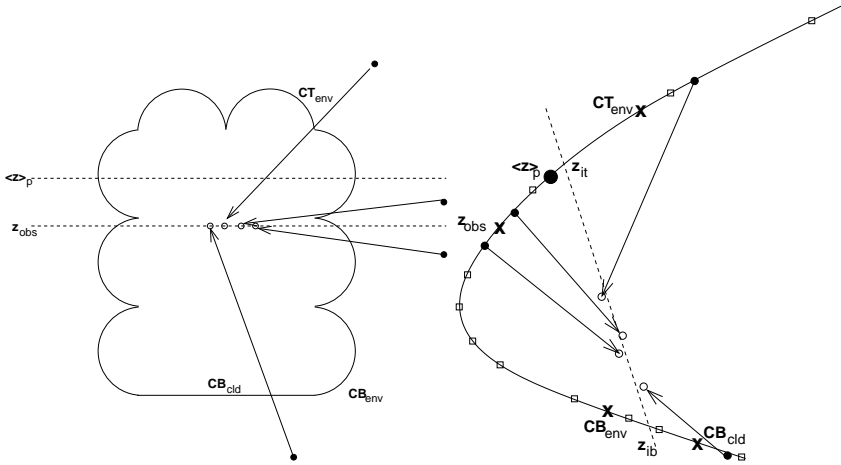 CT_env
<z>_p
z_obs
CB_cld
CB_env
CT_env X
<z>_p
z_it
z_obs X
X
CB_env
z_ib
X CB_cld